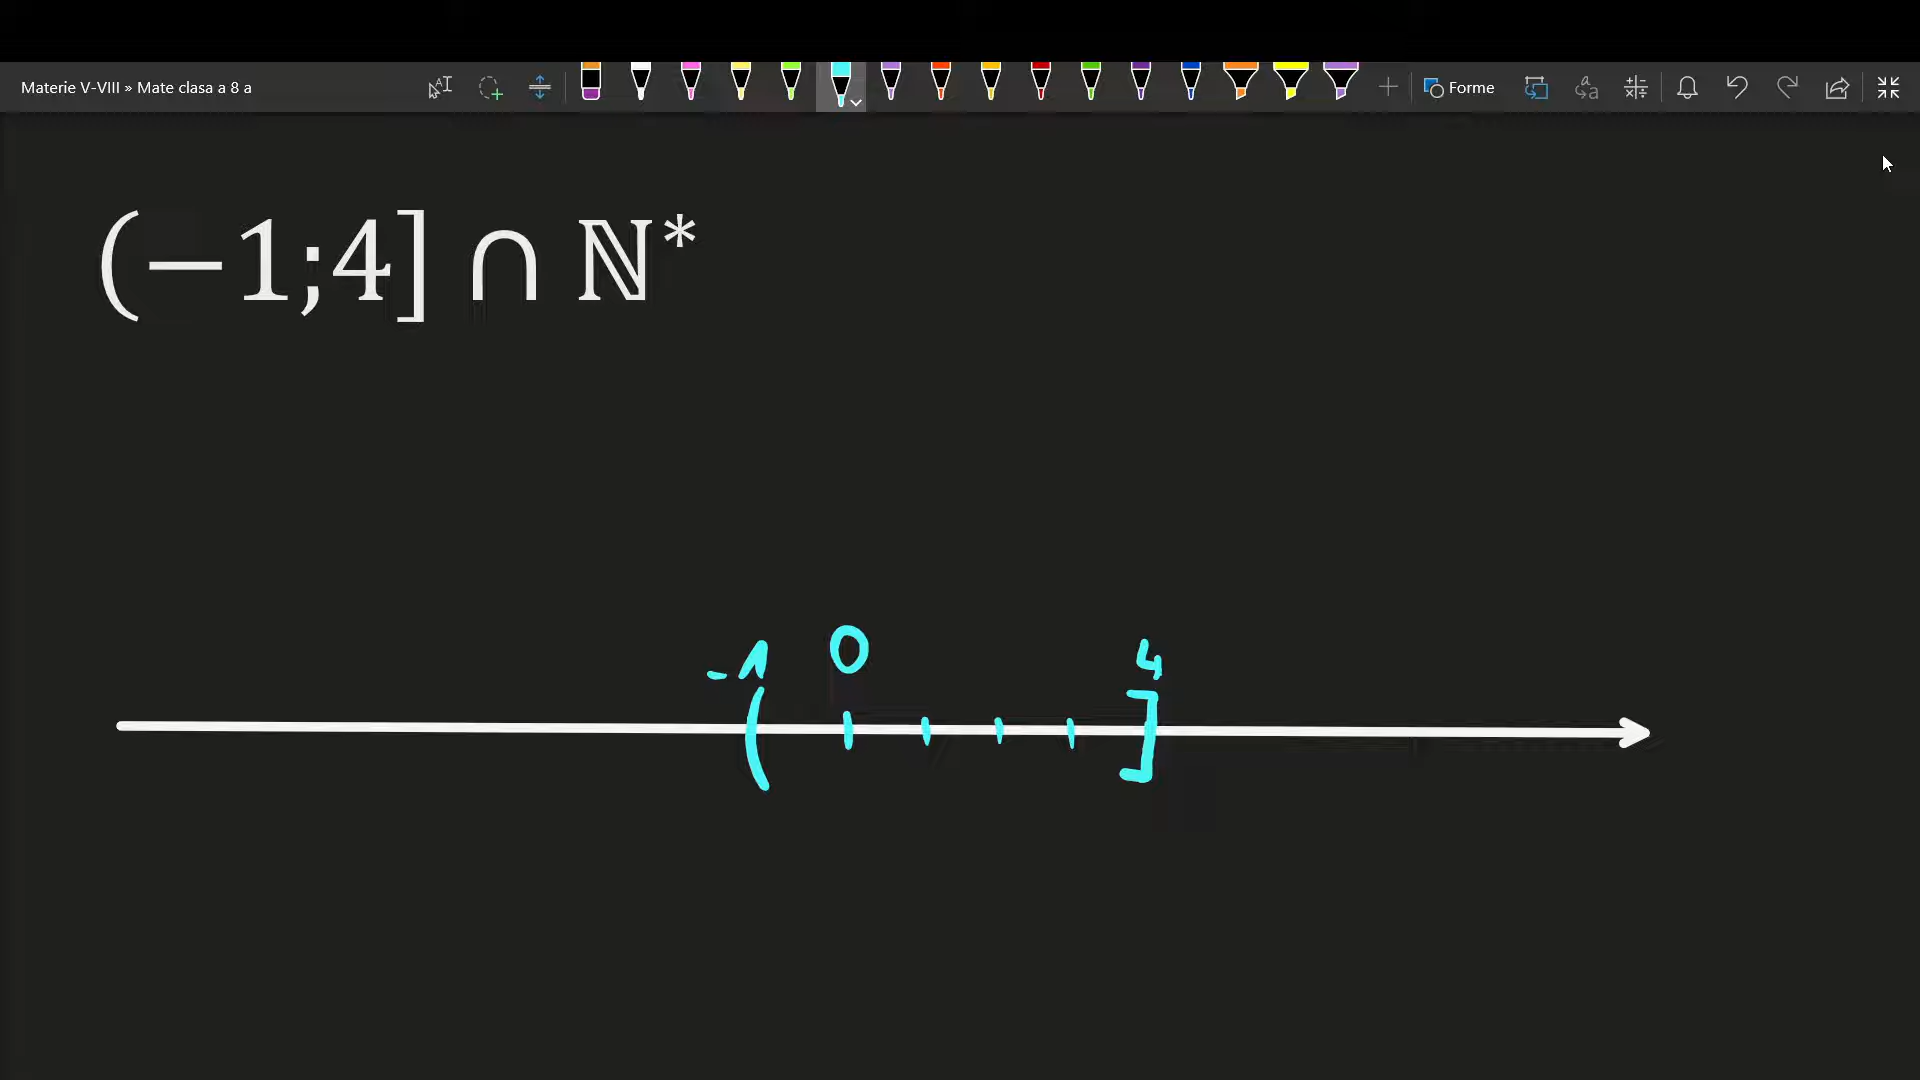 Materie V-VIII » Mate clasa a 8 a
Forme
(−1;4] ∩ ℕ*
-1 0 4